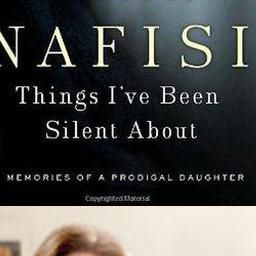 NAFISI
Things I've Been
Silent About
MEMORIES OF A PRODIGAL DAUGHTER
Copyrighted Material